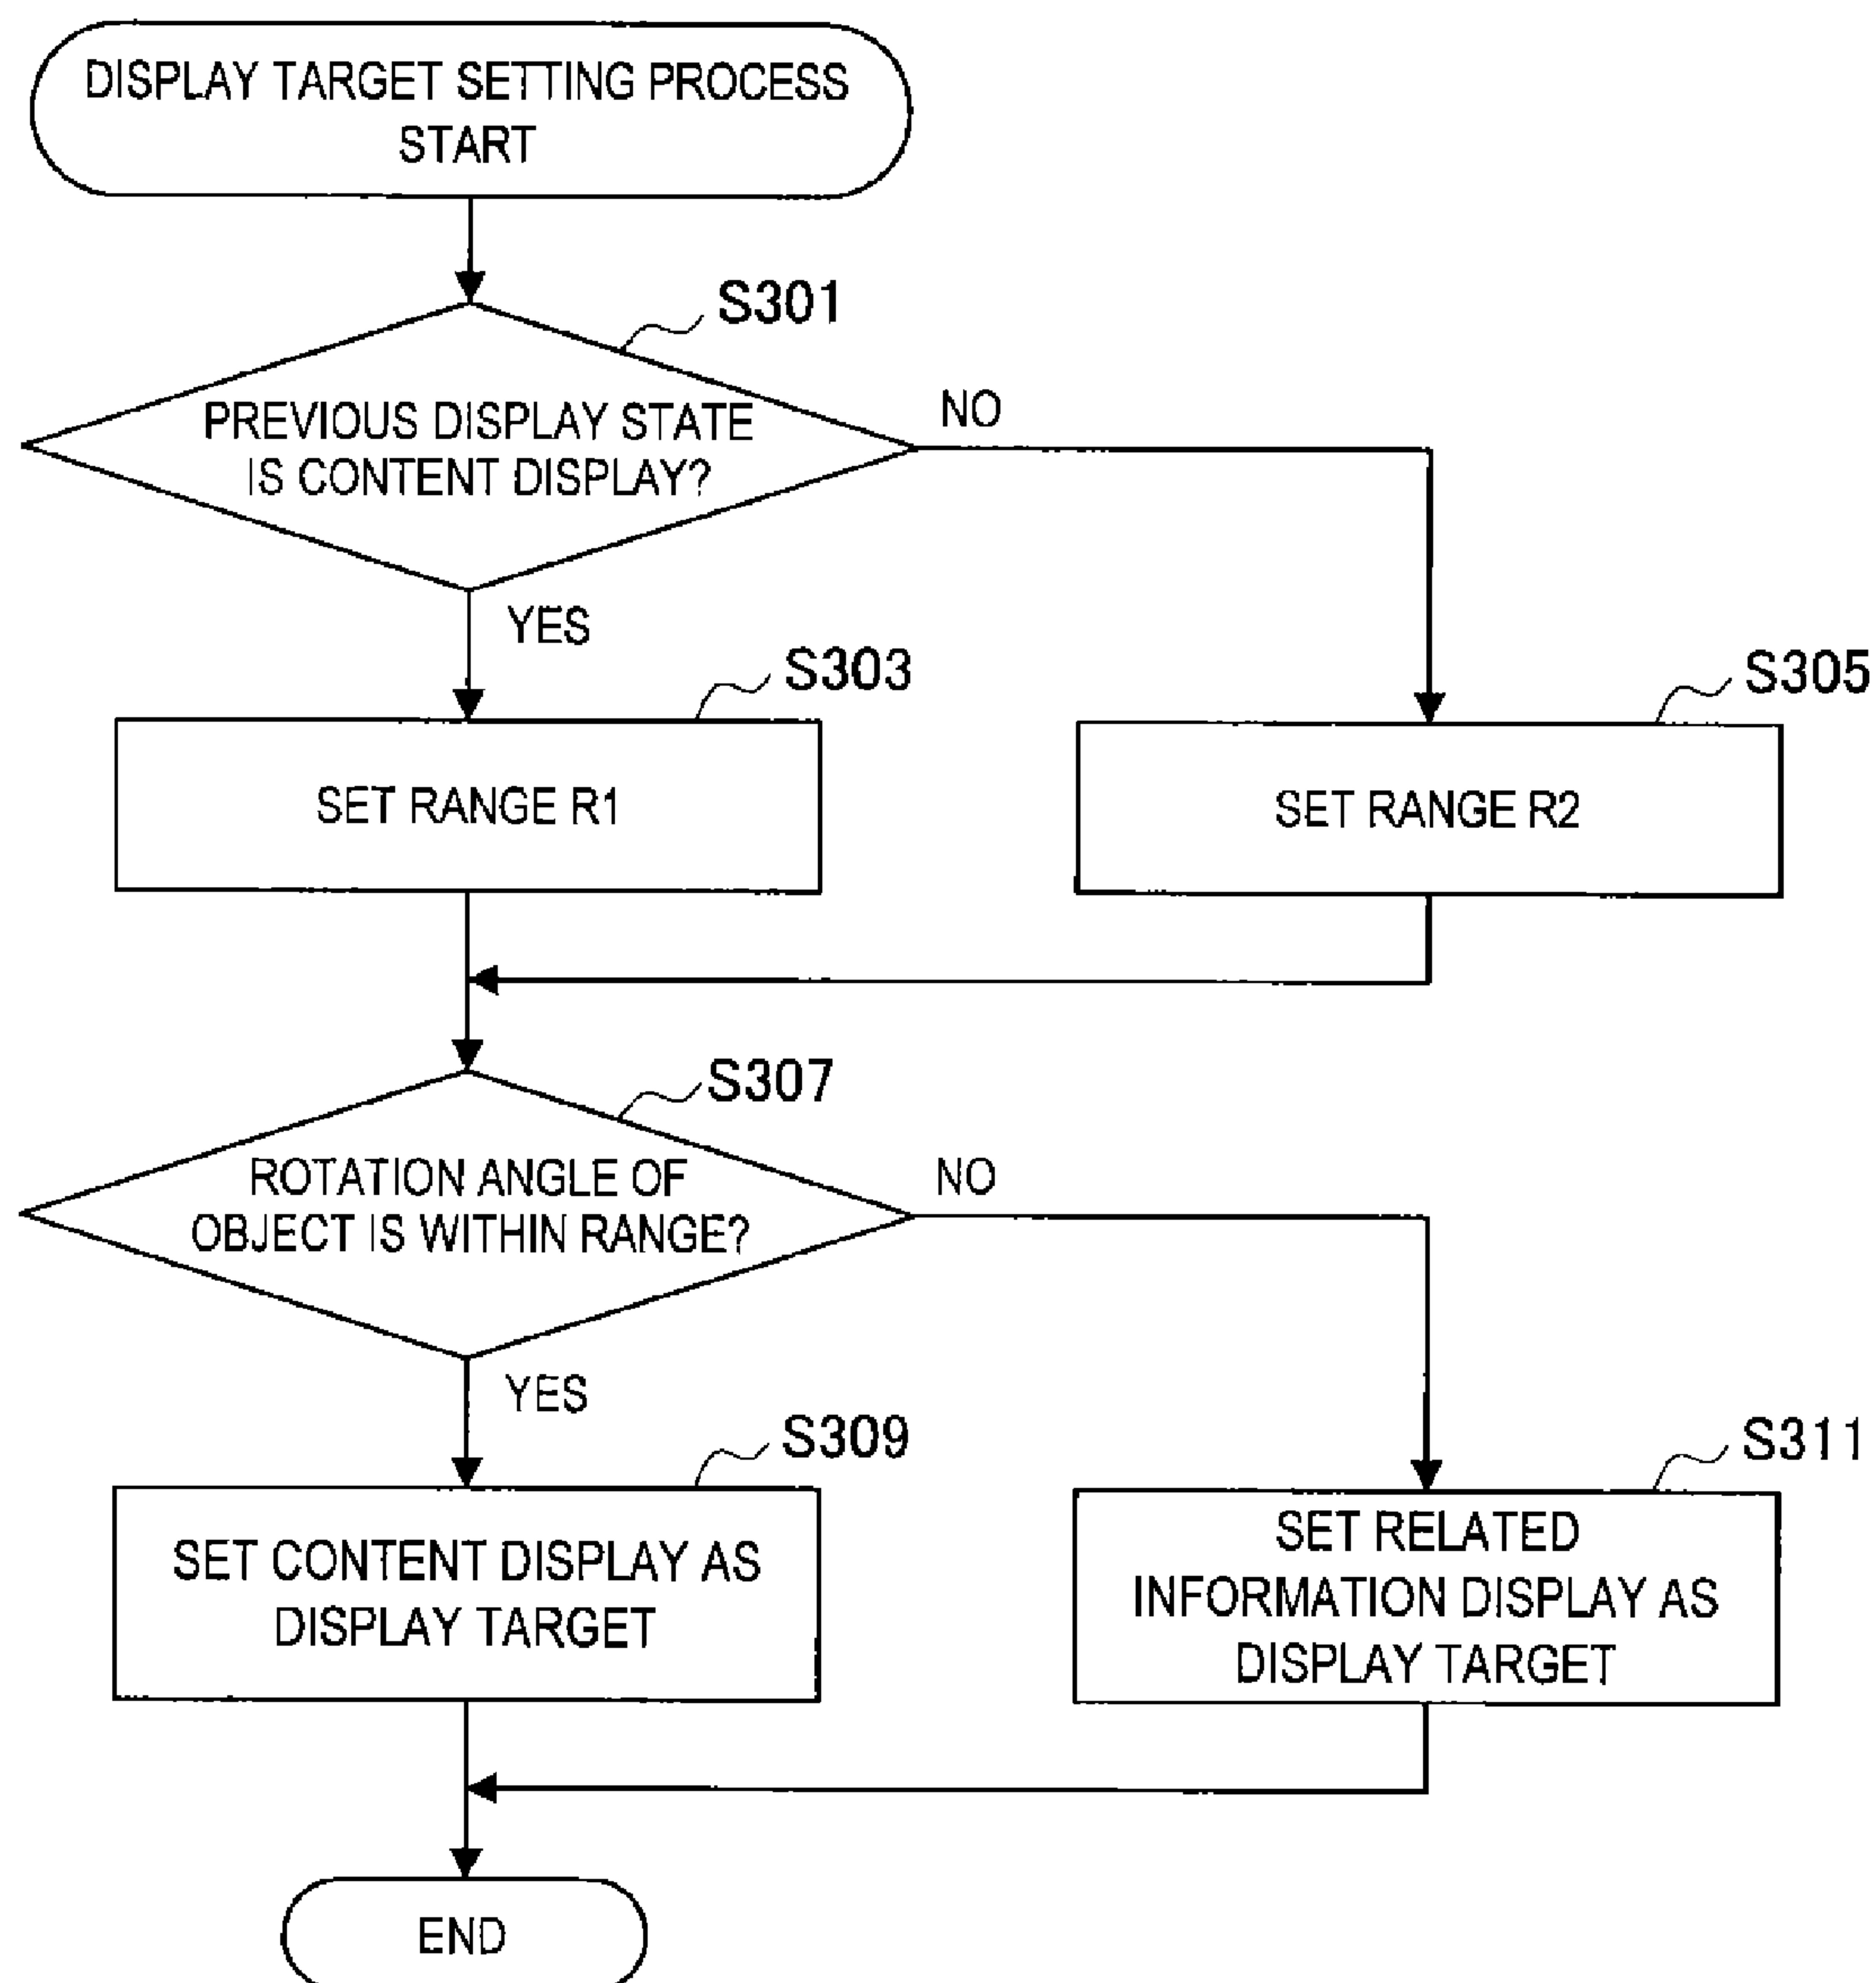 DISPLAY TARGET SETTING PROCESS
START
S301
PREVIOUS DISPLAY STATE
IS CONTENT DISPLAY?
NO
YES
S303
SET RANGE R1
S305
SET RANGE R2
S307
ROTATION ANGLE OF
OBJECT IS WITHIN RANGE?
NO
YES
S309
SET CONTENT DISPLAY AS
DISPLAY TARGET
S311
SET RELATED
INFORMATION DISPLAY AS
DISPLAY TARGET
END